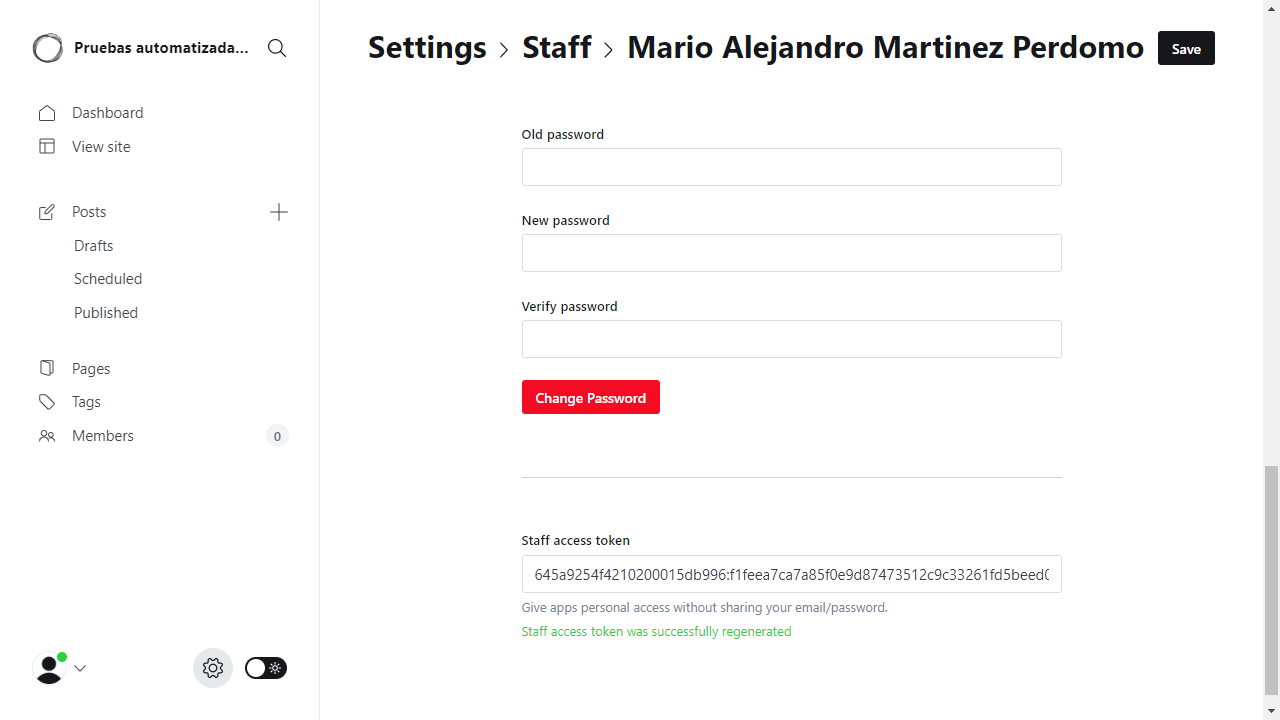 Pruebas automatizada...
Settings
Staff
Mario Alejandro Martinez Perdomo
Save
Dashboard
View site
Posts
Drafts
Scheduled
Published
Pages
Tags
Members
0
Old password
New password
Verify password
Change Password
Staff access token
645a9254f4210200015db996:f1feea7ca7a85f0e9d87473512c9c33261fd5beed0
Give apps personal access without sharing your email/password.
Staff access token was successfully regenerated